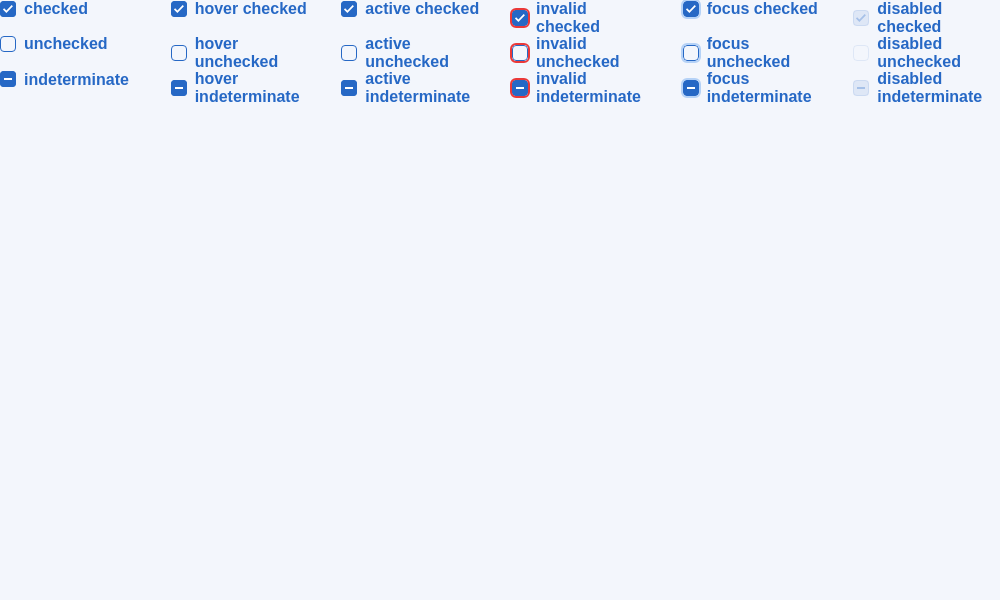 checked
hover checked
active checked
invalid
checked
focus checked
disabled
checked
unchecked
hover
unchecked
active
unchecked
invalid
unchecked
focus
unchecked
disabled
unchecked
indeterminate
hover
indeterminate
active
indeterminate
invalid
indeterminate
focus
indeterminate
disabled
indeterminate